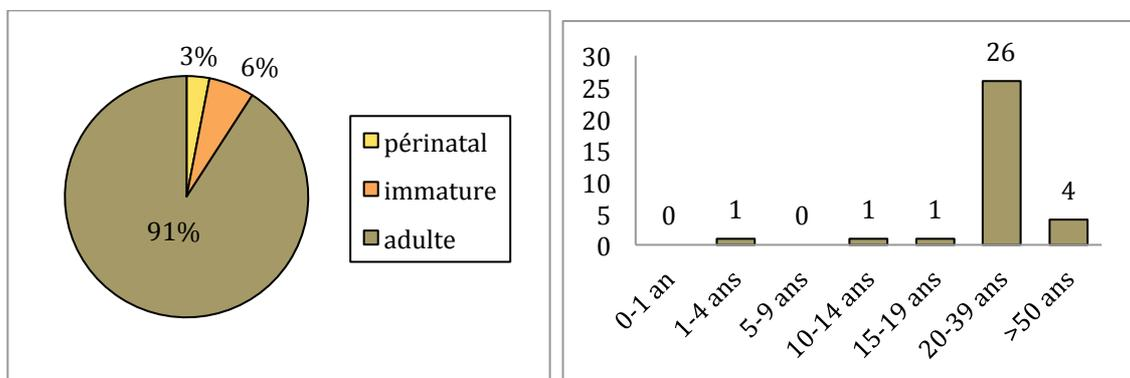 3%
6%
91%
périnatal
immature
adulte
30
25
20
15
10
5
0
0
1
0
1
1
26
4
0-1 an
1-4 ans
5-9 ans
10-14 ans
15-19 ans
20-39 ans
>50 ans